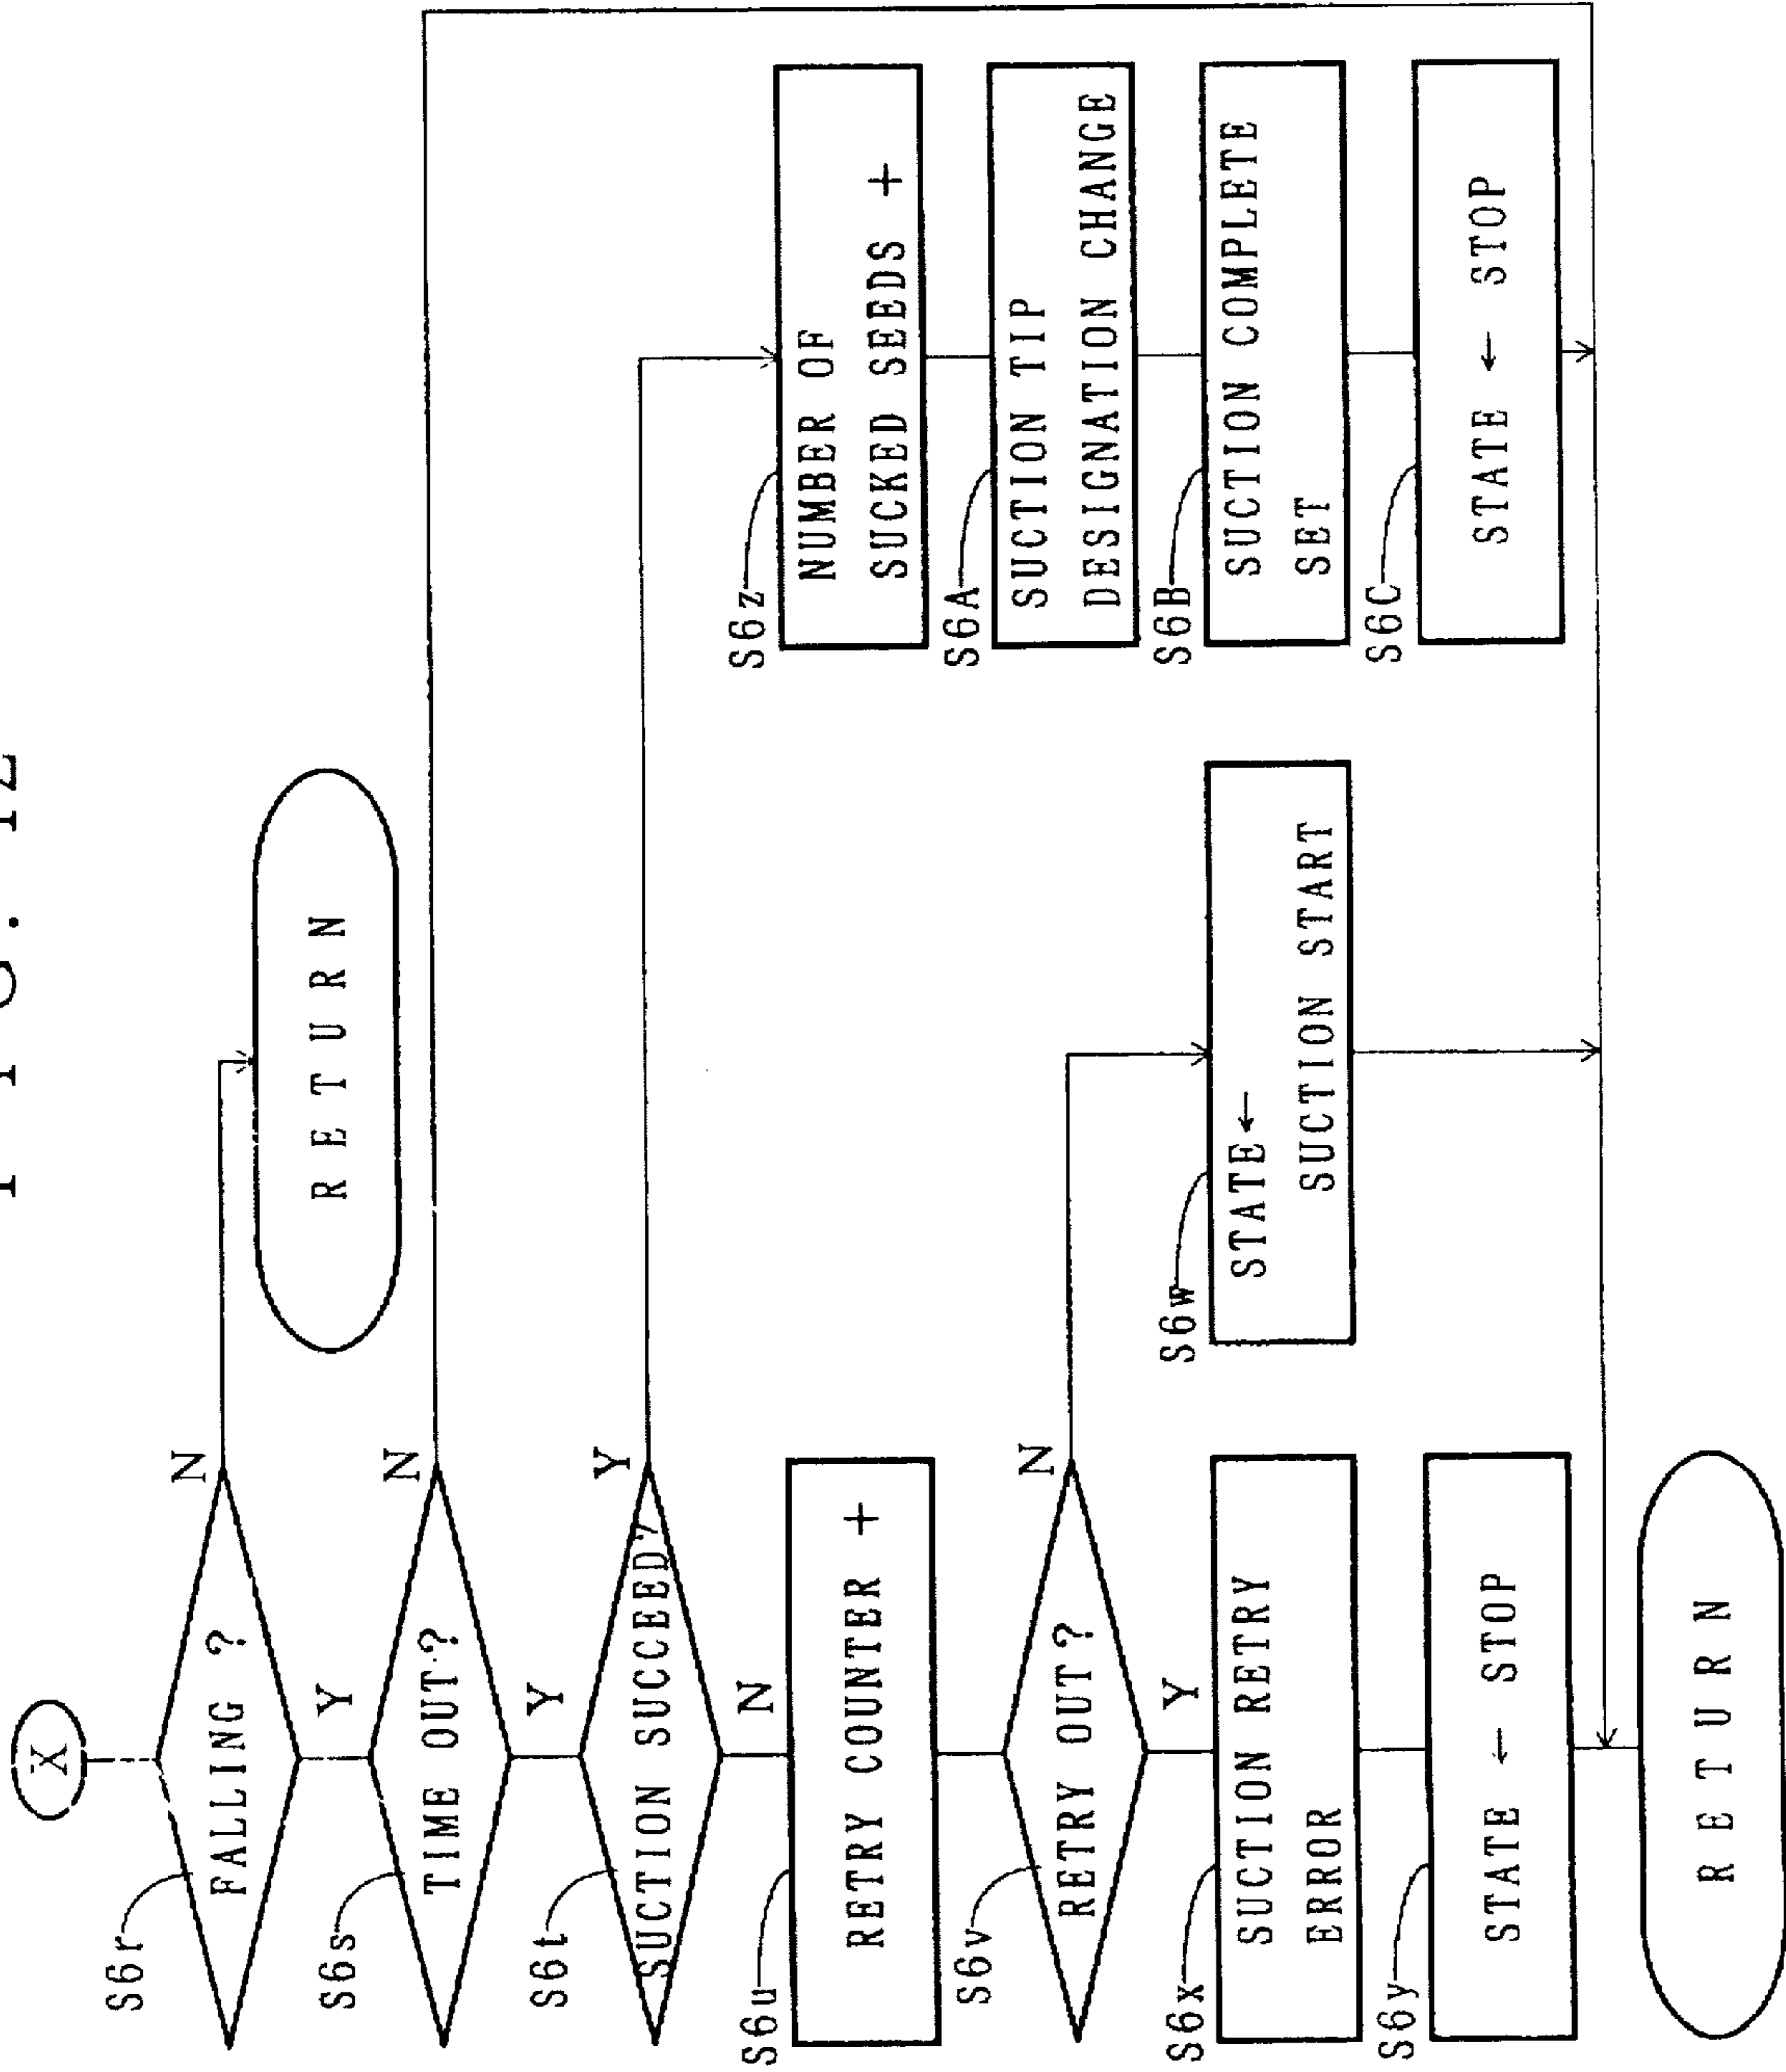 FIG. 12
X
S6r
FALLING ?
N
Y
RETURN
S6s
TIME OUT?
N
Y
S6t
SUCTION SUCCEED?
Y
N
S6u
RETRY COUNTER +
S6v
RETRY OUT?
N
Y
S6w
STATE←
SUCTION START
S6x
SUCTION RETRY
ERROR
S6y
STATE ← STOP
S6z
NUMBER OF
SUCKED SEEDS +
S6A
SUCTION TIP
DESIGNATION CHANGE
S6B
SUCTION COMPLETE
SET
S6C
STATE ← STOP
RETURN